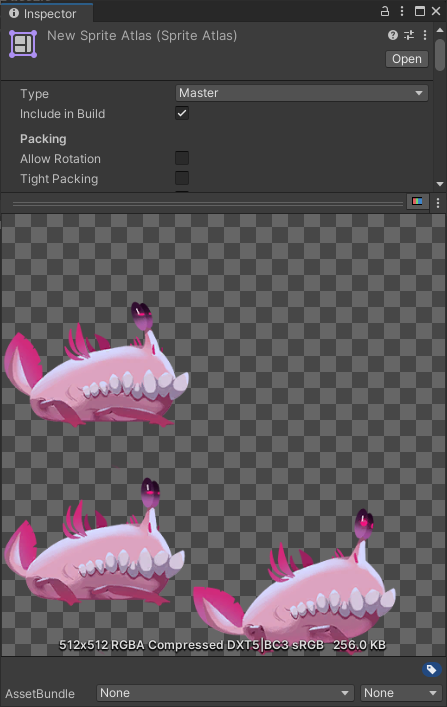 Inspector
New Sprite Atlas (Sprite Atlas)
Open
Type Master
Include in Build
Packing
Allow Rotation
Tight Packing
512x512 RGBA Compressed DXT5|BC3 sRGB 256.0 KB
AssetBundle None None